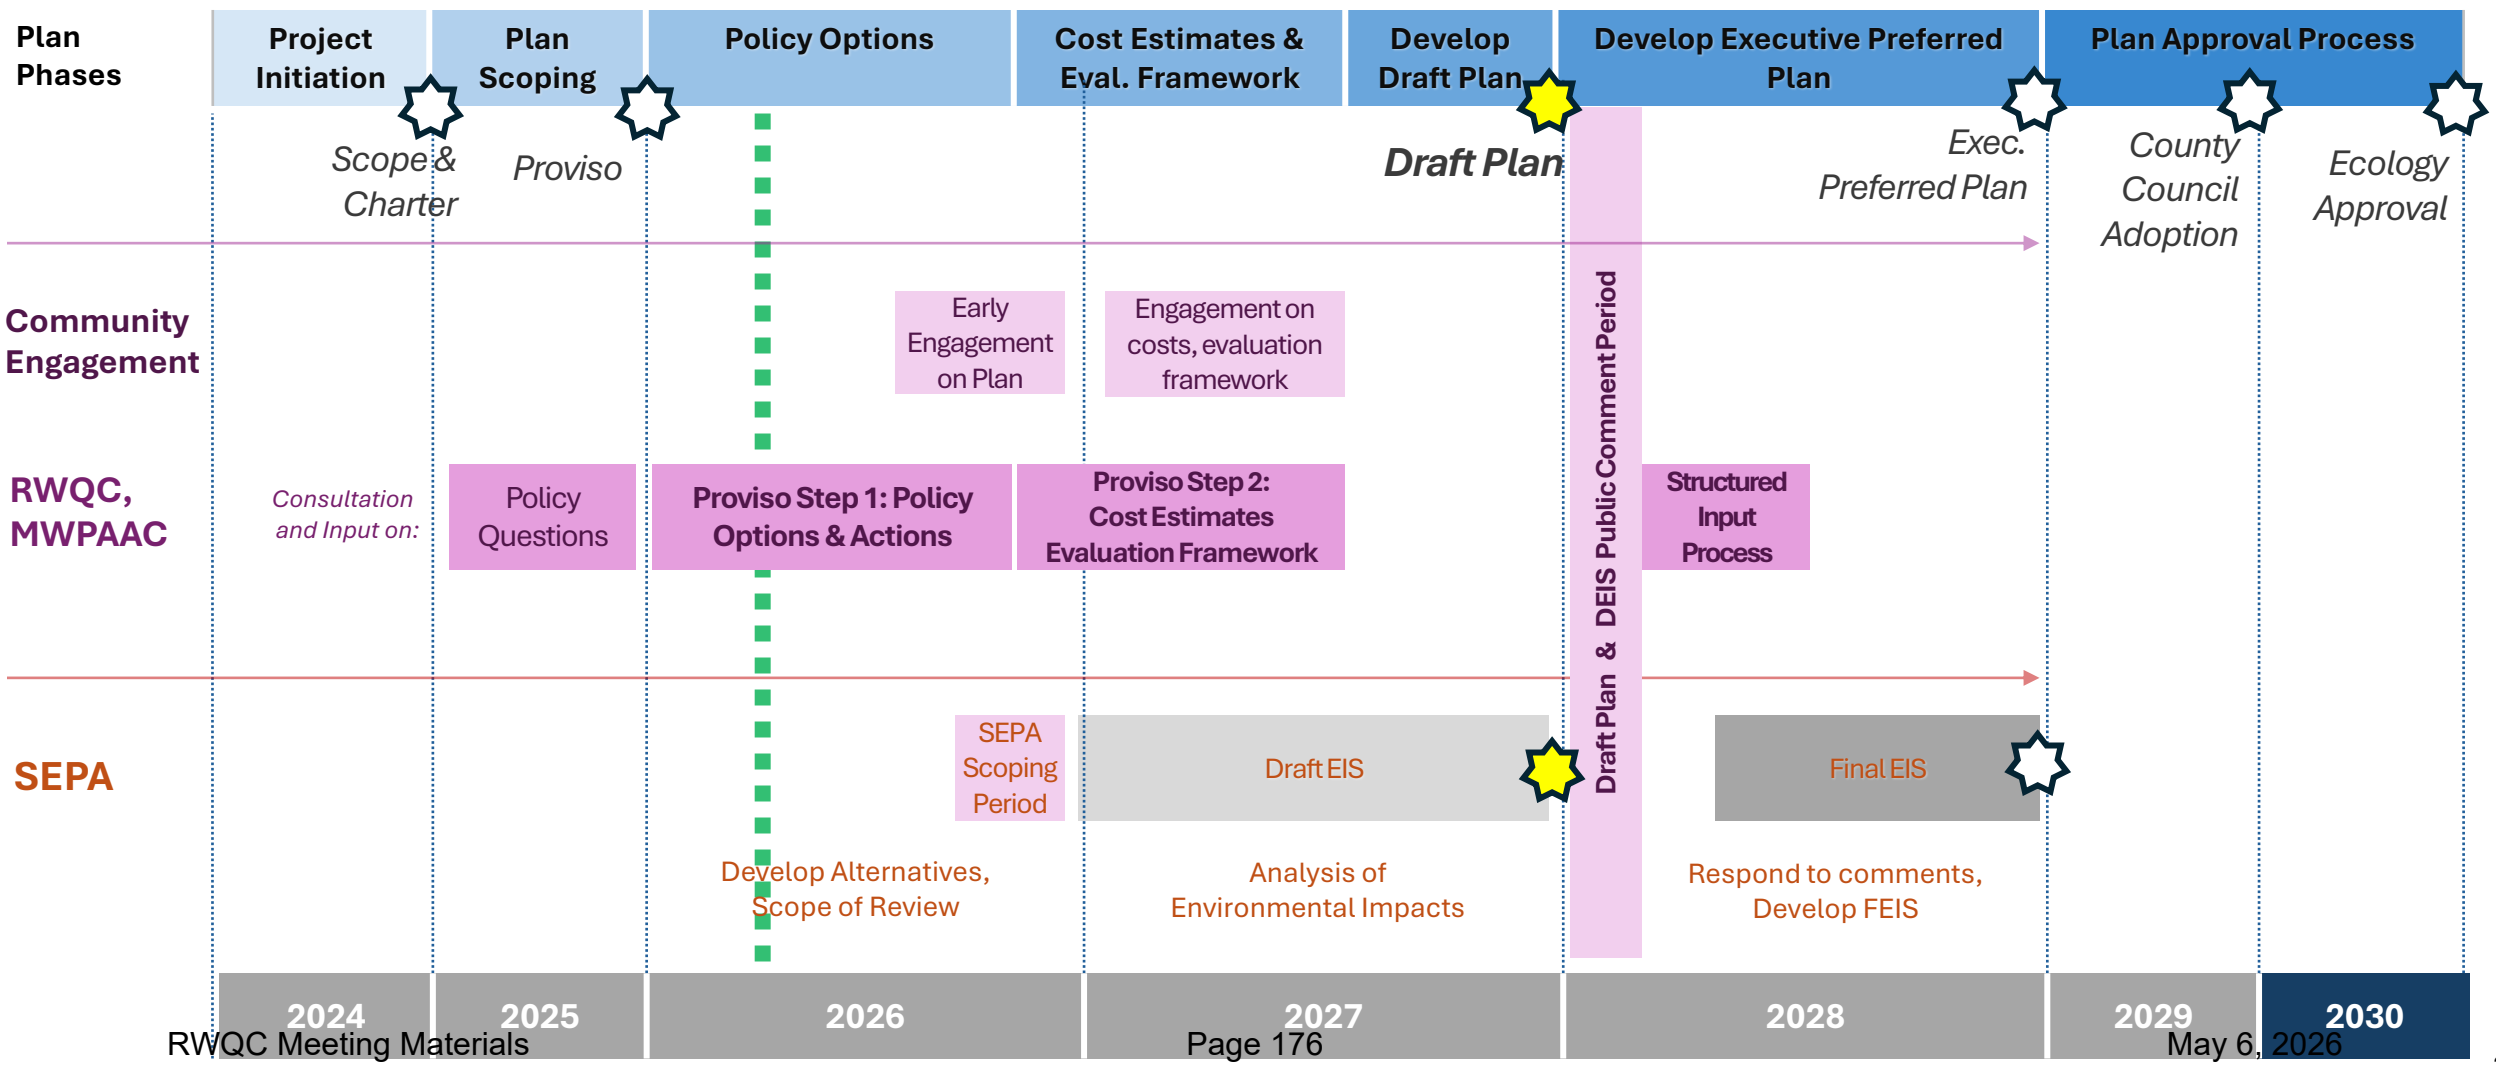 Plan
Phases
Project
Initiation
Plan
Scoping
Policy Options
Cost Estimates &
Eval. Framework
Develop
Draft Plan
Develop Executive Preferred
Plan
Plan Approval Process
Scope &
Charter
Proviso
Draft Plan
Exec.
Preferred Plan
County
Council
Adoption
Ecology
Approval
Community
Engagement
Early
Engagement
on Plan
Engagement on
costs, evaluation
framework
Draft Plan & DEIS Public Comment Period
RWQC,
MWPAAC
Consultation
and Input on:
Policy
Questions
Proviso Step 1: Policy
Options & Actions
Proviso Step 2:
Cost Estimates
Evaluation Framework
Structured
Input
Process
SEPA
SEPA
Scoping
Period
Draft EIS
Final EIS
Develop Alternatives,
Scope of Review
Analysis of
Environmental Impacts
Respond to comments,
Develop FEIS
2024
2025
2026
2027
2028
2029
2030
RWQC Meeting Materials
Page 176
May 6, 2026